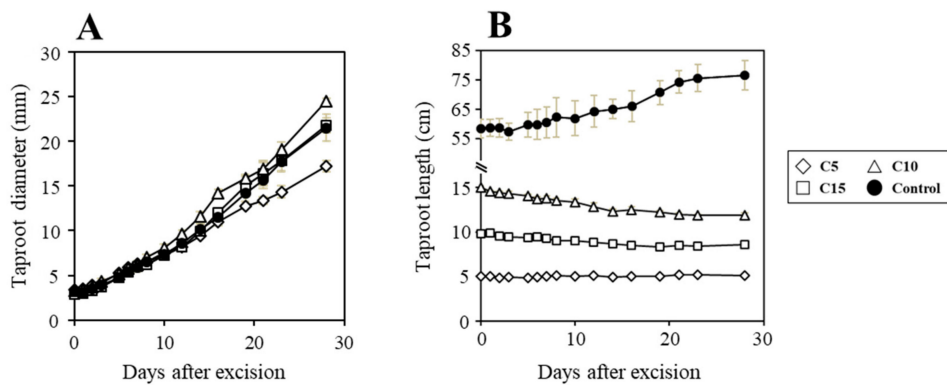 A
B
Taproot diameter (mm)
30
25
20
15
10
5
0
0
10
20
30
Days after excision
Taproot length (cm)
85
75
65
55
15
10
5
0
0
10
20
30
Days after excision
C5
C10
C15
Control